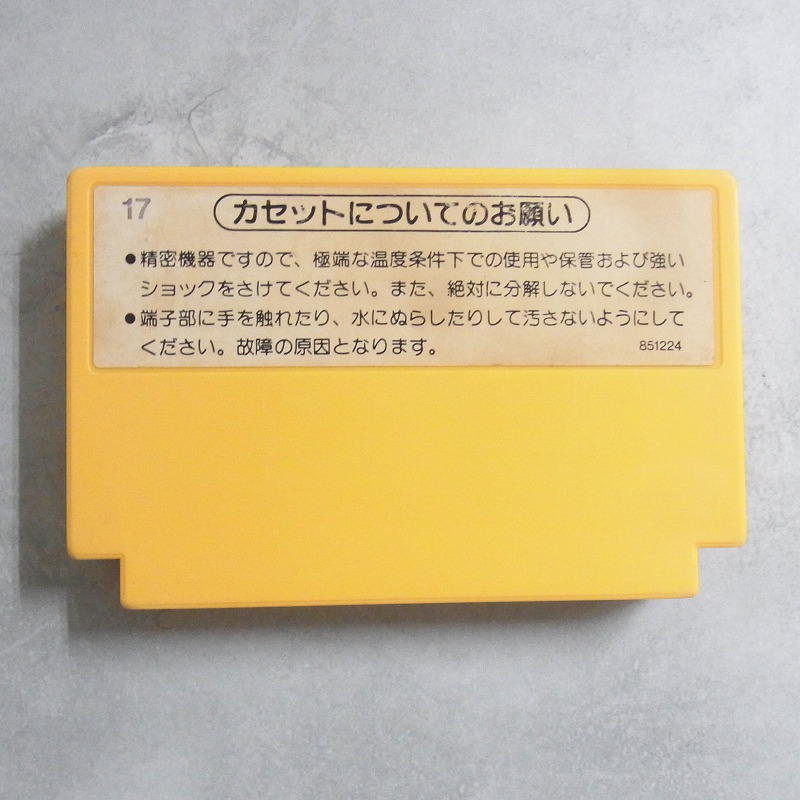 17
カセットについてのお願い
●精密機器ですので、極端な温度条件下での使用や保管および強い
ショックをさけてください。また、絶対に分解しないでください。
●端子部に手を触れたり、水にぬらしたりして汚さないようにして
ください。故障の原因となります。
851224